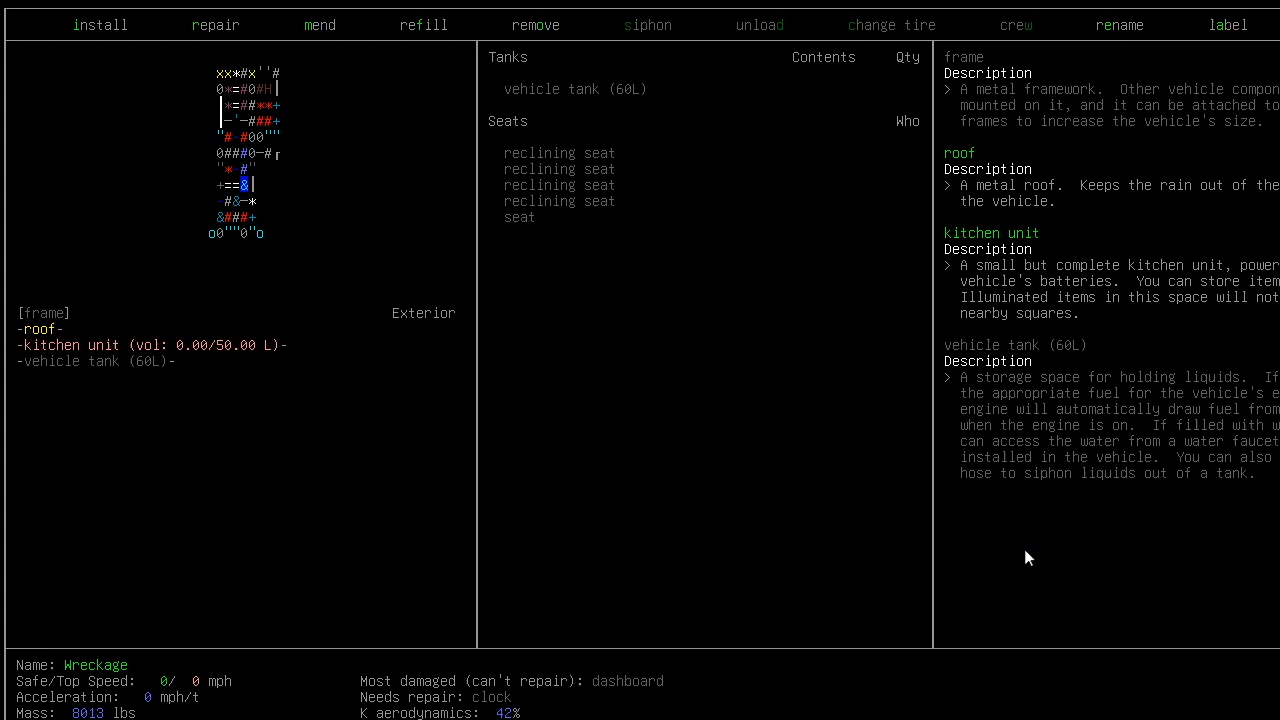 install repair mend refill remove siphon unload change tire crew rename label
Tanks Contents Qty
vehicle tank (60L)
Seats Who
reclining seat
reclining seat
reclining seat
reclining seat
seat
[frame] Exterior
-roof-
-kitchen unit (vol: 0.00/50.00 L)-
-vehicle tank (60L)-
frame
Description
> A metal framework.  Other vehicle compon
mounted on it, and it can be attached to
frames to increase the vehicle's size.
roof
Description
> A metal roof.  Keeps the rain out of the
the vehicle.
kitchen unit
Description
> A small but complete kitchen unit, power
vehicle's batteries.  You can store item
Illuminated items in this space will not
nearby squares.
vehicle tank (60L)
Description
> A storage space for holding liquids.  If
the appropriate fuel for the vehicle's e
engine will automatically draw fuel from
when the engine is on.  If filled with w
can access the water from a water faucet
installed in the vehicle.  You can also
hose to siphon liquids out of a tank.
Name: Wreckage
Safe/Top Speed:   0/  0 mph Most damaged (can't repair): dashboard
Acceleration:   0 mph/t Needs repair: clock
Mass:  8013 lbs K aerodynamics:  42%